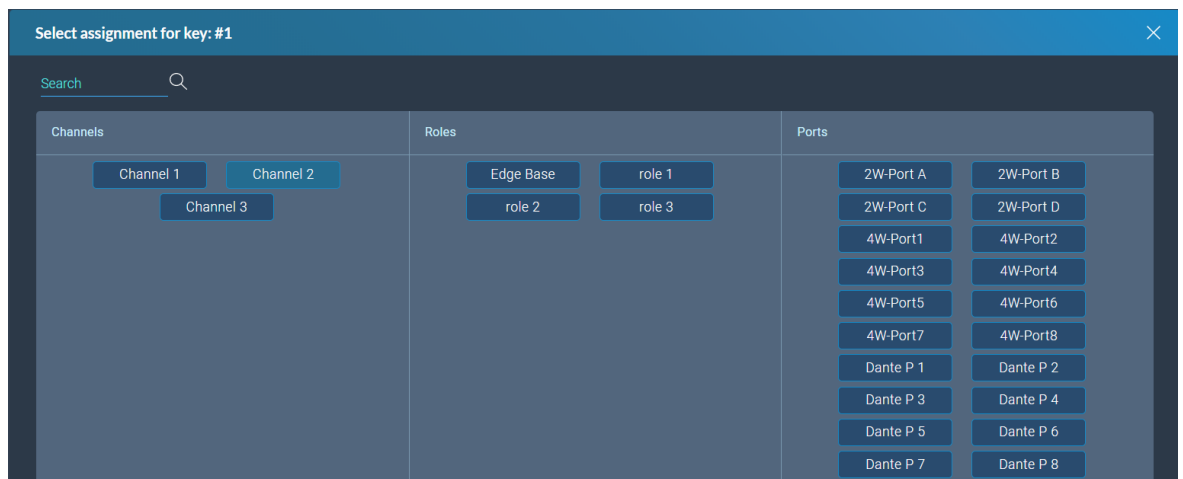 Select assignment for key: #1
Search
Channels Roles Ports
Channel 1 Channel 2 Edge Base role 1 2W-Port A 2W-Port B
Channel 3 role 2 role 3 2W-Port C 2W-Port D
4W-Port1 4W-Port2
4W-Port3 4W-Port4
4W-Port5 4W-Port6
4W-Port7 4W-Port8
Dante P 1 Dante P 2
Dante P 3 Dante P 4
Dante P 5 Dante P 6
Dante P 7 Dante P 8